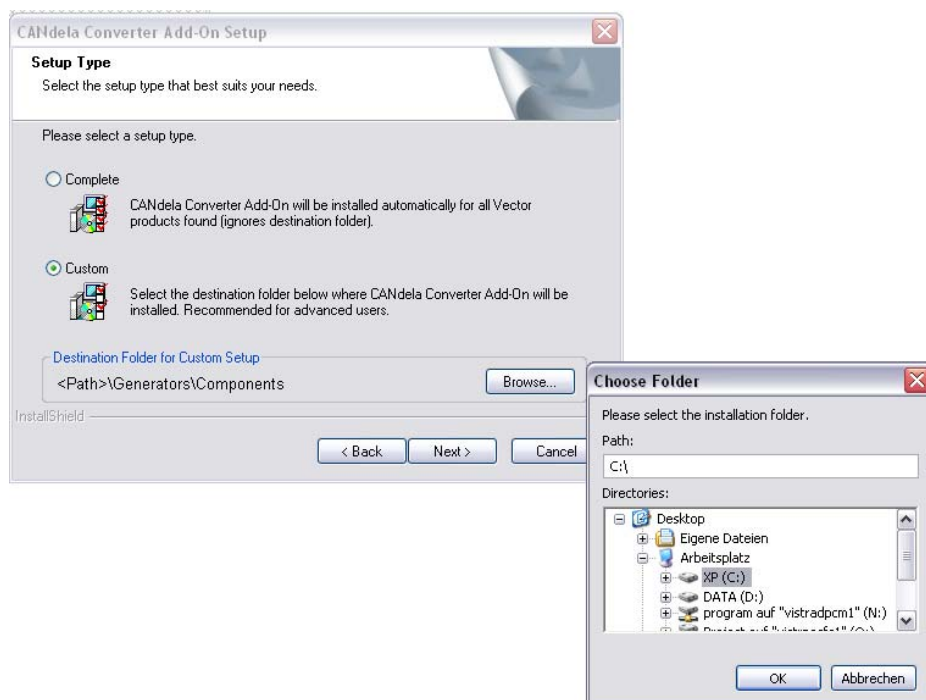 CANdela Converter Add-On Setup
Setup Type
Select the setup type that best suits your needs.
Please select a setup type.
Complete
CANdela Converter Add-On will be installed automatically for all Vector
products found (ignores destination folder).
Custom
Select the destination folder below where CANdela Converter Add-On will be
installed. Recommended for advanced users.
Destination Folder for Custom Setup
<Path>\Generators\Components
Browse...
InstallShield
< Back
Next >
Cancel
Choose Folder
Please select the installation folder.
Path:
C:\
Directories:
Desktop
Eigene Dateien
Arbeitsplatz
XP (C:)
DATA (D:)
program auf "vistradpcm1" (N:)
OK
Abbrechen